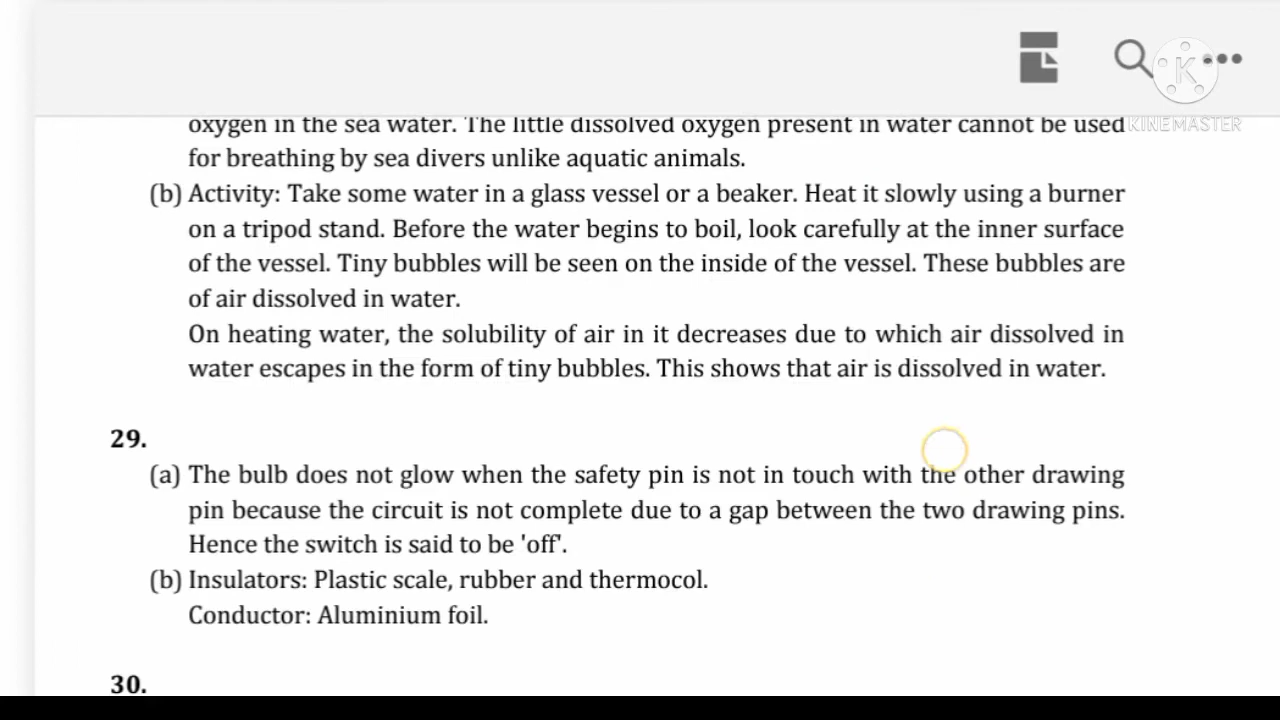 K
KINEMASTER
oxygen in the sea water. The little dissolved oxygen present in water cannot be used
for breathing by sea divers unlike aquatic animals.
(b) Activity: Take some water in a glass vessel or a beaker. Heat it slowly using a burner
on a tripod stand. Before the water begins to boil, look carefully at the inner surface
of the vessel. Tiny bubbles will be seen on the inside of the vessel. These bubbles are
of air dissolved in water.
On heating water, the solubility of air in it decreases due to which air dissolved in
water escapes in the form of tiny bubbles. This shows that air is dissolved in water.
29.
(a) The bulb does not glow when the safety pin is not in touch with the other drawing
pin because the circuit is not complete due to a gap between the two drawing pins.
Hence the switch is said to be 'off'.
(b) Insulators: Plastic scale, rubber and thermocol.
Conductor: Aluminium foil.
30.